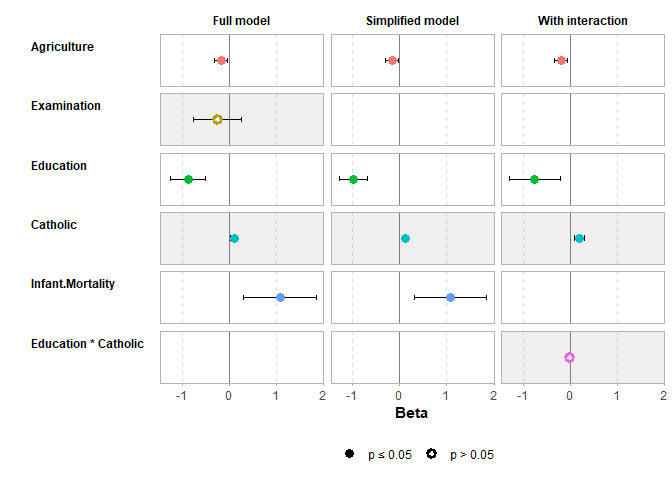 Full model Simplified model With interaction
Agriculture
Examination
Education
Catholic
Infant.Mortality
Education * Catholic
-1 0 1 2 -1 0 1 2 -1 0 1 2
Beta
p ≤ 0.05 p > 0.05